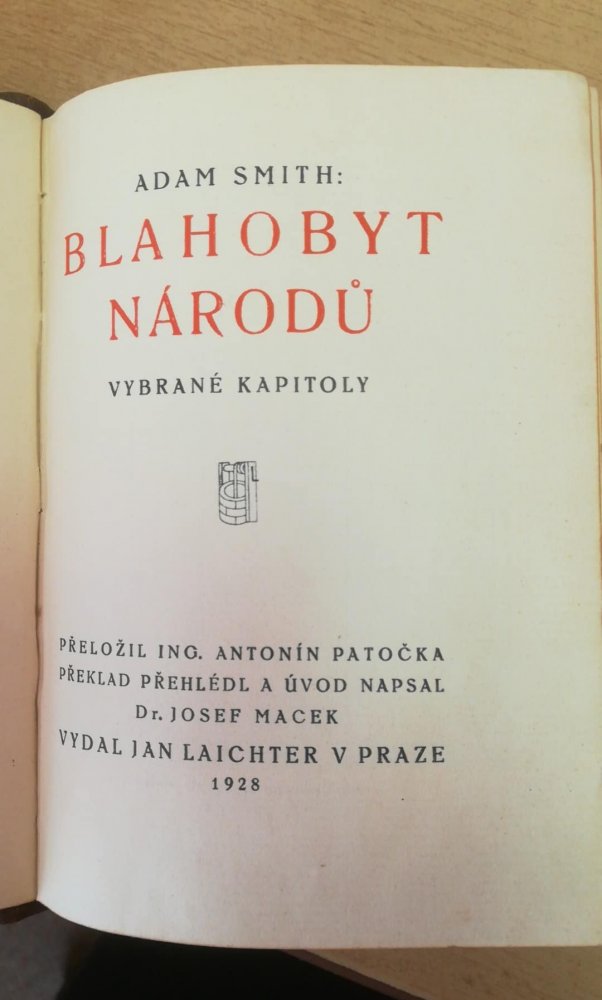 ADAM SMITH:
BLAHOBYT
NÁRODŮ
VYBRANÉ KAPITOLY
PŘELOŽIL ING. ANTONÍN PATOČKA
PŘEKLAD PŘEHLÉDL A ÚVOD NAPSAL
Dr. JOSEF MACEK
VYDAL JAN LAICHTER V PRAZE
1928